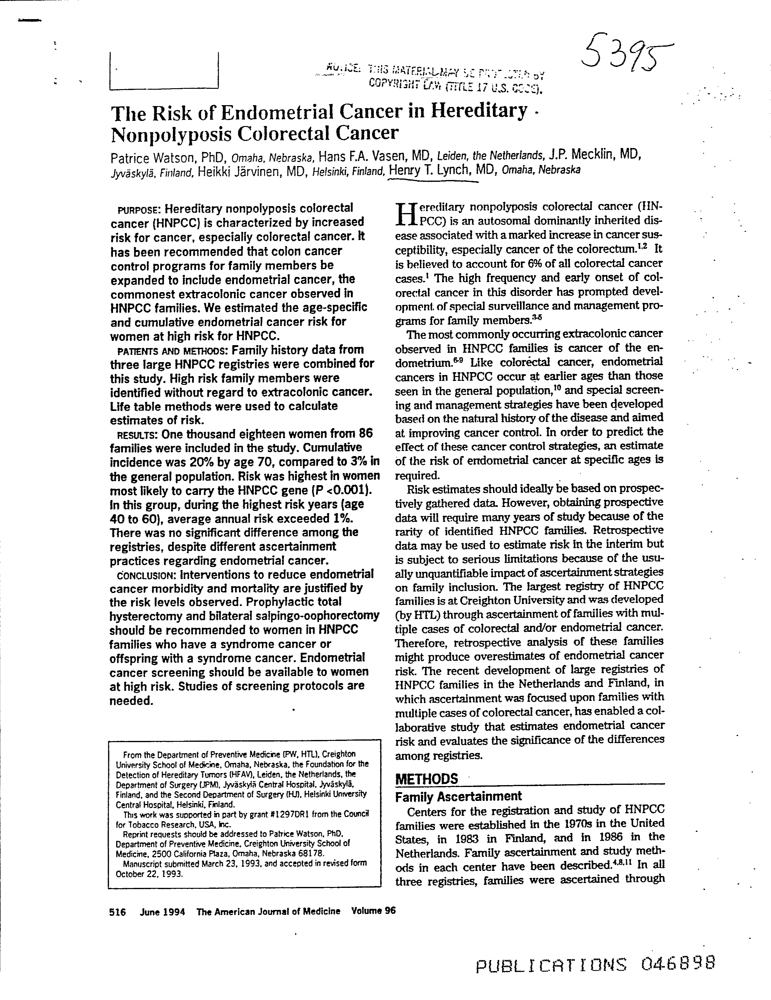 5395
NOTICE: THIS MATERIAL MAY BE PROTECTED BY
COPYRIGHT LAW (TITLE 17 U.S. CODE).
The Risk of Endometrial Cancer in Hereditary
Nonpolyposis Colorectal Cancer
Patrice Watson, PhD, Omaha, Nebraska, Hans F.A. Vasen, MD, Leiden, the Netherlands, J.P. Mecklin, MD,
Jyväskylä, Finland, Heikki Järvinen, MD, Helsinki, Finland, Henry T. Lynch, MD, Omaha, Nebraska
PURPOSE: Hereditary nonpolyposis colorectal
cancer (HNPCC) is characterized by increased
risk for cancer, especially colorectal cancer. It
has been recommended that colon cancer
control programs for family members be
expanded to include endometrial cancer, the
commonest extracolonic cancer observed in
HNPCC families. We estimated the age-specific
and cumulative endometrial cancer risk for
women at high risk for HNPCC.
PATIENTS AND METHODS: Family history data from
three large HNPCC registries were combined for
this study. High risk family members were
identified without regard to extracolonic cancer.
Life table methods were used to calculate
estimates of risk.
RESULTS: One thousand eighteen women from 86
families were included in the study. Cumulative
incidence was 20% by age 70, compared to 3% in
the general population. Risk was highest in women
most likely to carry the HNPCC gene (P <0.001).
In this group, during the highest risk years (age
40 to 60), average annual risk exceeded 1%.
There was no significant difference among the
registries, despite different ascertainment
practices regarding endometrial cancer.
CONCLUSION: Interventions to reduce endometrial
cancer morbidity and mortality are justified by
the risk levels observed. Prophylactic total
hysterectomy and bilateral salpingo-oophorectomy
should be recommended to women in HNPCC
families who have a syndrome cancer or
offspring with a syndrome cancer. Endometrial
cancer screening should be available to women
at high risk. Studies of screening protocols are
needed.
From the Department of Preventive Medicine (PW, HTL), Creighton
University School of Medicine, Omaha, Nebraska, the Foundation for the
Detection of Hereditary Tumors (HFAV), Leiden, the Netherlands, the
Department of Surgery (JPM), Jyväskylä Central Hospital, Jyväskylä,
Finland, and the Second Department of Surgery (HJ), Helsinki University
Central Hospital, Helsinki, Finland.
This work was supported in part by grant #1297DR1 from the Council
for Tobacco Research, USA, Inc.
Reprint requests should be addressed to Patrice Watson, PhD,
Department of Preventive Medicine, Creighton University School of
Medicine, 2500 California Plaza, Omaha, Nebraska 68178.
Manuscript submitted March 23, 1993, and accepted in revised form
October 22, 1993.
Hereditary nonpolyposis colorectal cancer (HN-
PCC) is an autosomal dominantly inherited dis-
ease associated with a marked increase in cancer sus-
ceptibility, especially cancer of the colorectum.1,2 It
is believed to account for 6% of all colorectal cancer
cases.1 The high frequency and early onset of col-
orectal cancer in this disorder has prompted devel-
opment of special surveillance and management pro-
grams for family members.3-5
The most commonly occurring extracolonic cancer
observed in HNPCC families is cancer of the en-
dometrium.6-9 Like colorectal cancer, endometrial
cancers in HNPCC occur at earlier ages than those
seen in the general population,10 and special screen-
ing and management strategies have been developed
based on the natural history of the disease and aimed
at improving cancer control. In order to predict the
effect of these cancer control strategies, an estimate
of the risk of endometrial cancer at specific ages is
required.
Risk estimates should ideally be based on prospec-
tively gathered data. However, obtaining prospective
data will require many years of study because of the
rarity of identified HNPCC families. Retrospective
data may be used to estimate risk in the interim but
is subject to serious limitations because of the usu-
ally unquantifiable impact of ascertainment strategies
on family inclusion. The largest registry of HNPCC
families is at Creighton University and was developed
(by HTL) through ascertainment of families with mul-
tiple cases of colorectal and/or endometrial cancer.
Therefore, retrospective analysis of these families
might produce overestimates of endometrial cancer
risk. The recent development of large registries of
HNPCC families in the Netherlands and Finland, in
which ascertainment was focused upon families with
multiple cases of colorectal cancer, has enabled a col-
laborative study that estimates endometrial cancer
risk and evaluates the significance of the differences
among registries.
METHODS
Family Ascertainment
Centers for the registration and study of HNPCC
families were established in the 1970s in the United
States, in 1983 in Finland, and in 1986 in the
Netherlands. Family ascertainment and study meth-
ods in each center have been described.4,8,11 In all
three registries, families were ascertained through
516 June 1994 The American Journal of Medicine Volume 96
PUBLICATIONS 046898